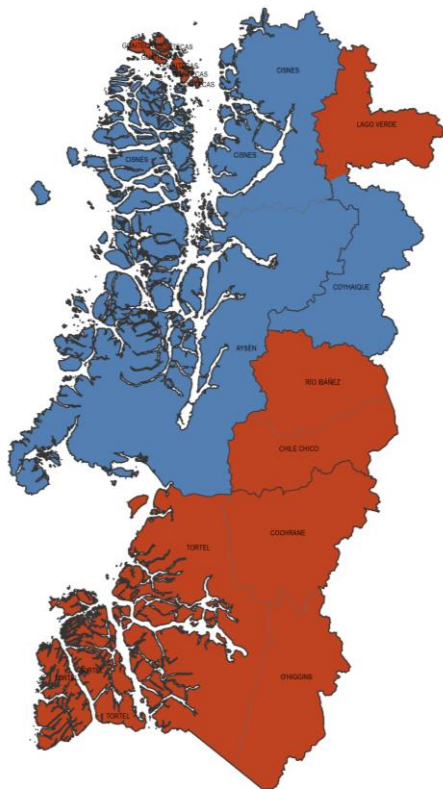 CISNES
LAGO VERDE
CISNES
CISNES
COYHAIQUE
AYSÉN
RÍO IBÁÑEZ
CHILE CHICO
COCHRANE
TORTEL
O'HIGGINS
TORTEL